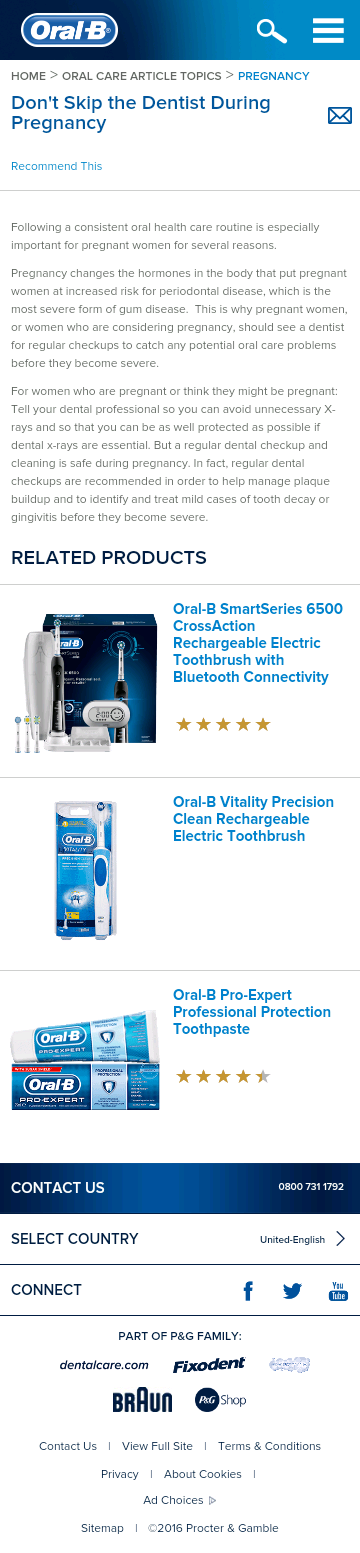 Oral-B
HOME > ORAL CARE ARTICLE TOPICS > PREGNANCY
Don't Skip the Dentist During
Pregnancy
Recommend This
Following a consistent oral health care routine is especially
important for pregnant women for several reasons.
Pregnancy changes the hormones in the body that put pregnant
women at increased risk for periodontal disease, which is the
most severe form of gum disease.  This is why pregnant women,
or women who are considering pregnancy, should see a dentist
for regular checkups to catch any potential oral care problems
before they become severe.
For women who are pregnant or think they might be pregnant:
Tell your dental professional so you can avoid unnecessary X-
rays and so that you can be as well protected as possible if
dental x-rays are essential. But a regular dental checkup and
cleaning is safe during pregnancy. In fact, regular dental
checkups are recommended in order to help manage plaque
buildup and to identify and treat mild cases of tooth decay or
gingivitis before they become severe.
RELATED PRODUCTS
Oral-B SmartSeries 6500
CrossAction
Rechargeable Electric
Toothbrush with
Bluetooth Connectivity
Oral-B Vitality Precision
Clean Rechargeable
Electric Toothbrush
Oral-B
VITALITY
Oral-B Pro-Expert
Professional Protection
Toothpaste
Oral-B
PRO-EXPERT
Oral-B
PRO-EXPERT
CONTACT US 0800 731 1792
SELECT COUNTRY United-English
CONNECT You Tube
PART OF P&G FAMILY:
dentalcare.com Fixodent
BRAUN P&G Shop
Contact Us | View Full Site | Terms & Conditions
Privacy | About Cookies |
Ad Choices
Sitemap | ©2016 Procter & Gamble